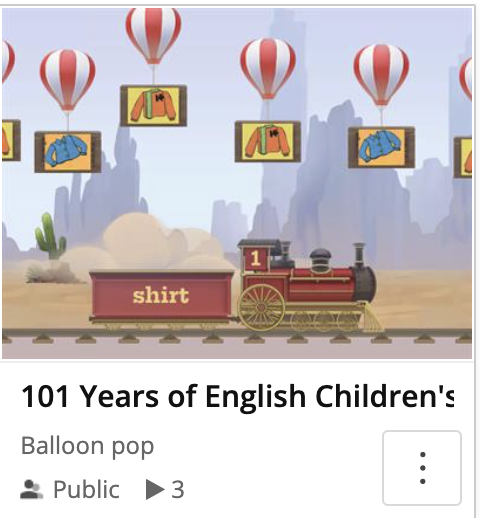 1
shirt
101 Years of English Children's
Balloon pop
Public 3